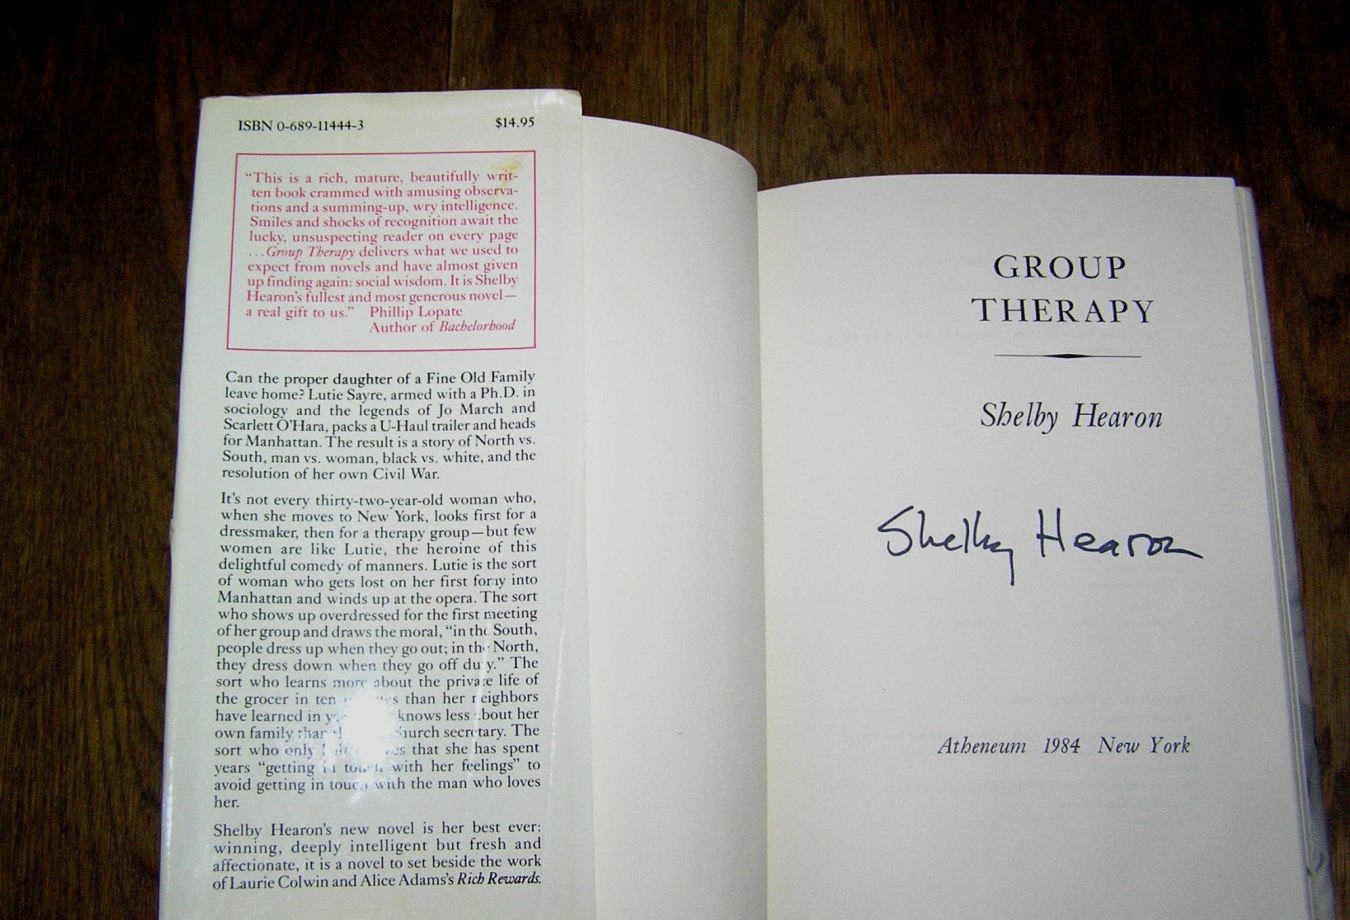 ISBN 0-689-11444-3 $14.95
“This is a rich, mature, beautifully writ-
ten book crammed with amusing observa-
tions and a summing-up, wry intelligence.
Smiles and shocks of recognition await the
lucky, unsuspecting reader on every page
...Group Therapy delivers what we used to
expect from novels and have almost given
up finding again: social wisdom. It is Shelby
Hearon's fullest and most generous novel—
a real gift to us.” Phillip Lopate
Author of Bachelorhood
Can the proper daughter of a Fine Old Family
leave home? Lutie Sayre, armed with a Ph.D. in
sociology and the legends of Jo March and
Scarlett O'Hara, packs a U-Haul trailer and heads
for Manhattan. The result is a story of North vs.
South, man vs. woman, black vs. white, and the
resolution of her own Civil War.
It's not every thirty-two-year-old woman who,
when she moves to New York, looks first for a
dressmaker, then for a therapy group—but few
women are like Lutie, the heroine of this
delightful comedy of manners. Lutie is the sort
of woman who gets lost on her first foray into
Manhattan and winds up at the opera. The sort
who shows up overdressed for the first meeting
of her group and draws the moral, “in the South,
people dress up when they go out; in the North,
they dress down when they go off duty.” The
sort who learns more about the private life of
the grocer in ten than her neighbors
have learned in knows less about her
own family than church secretary. The
sort who only that she has spent
years “getting in touch with her feelings” to
avoid getting in touch with the man who loves
her.
Shelby Hearon's new novel is her best ever:
winning, deeply intelligent but fresh and
affectionate, it is a novel to set beside the work
of Laurie Colwin and Alice Adams's Rich Rewards.
GROUP
THERAPY
Shelby Hearon
Shelby Hearon
Atheneum 1984 New York